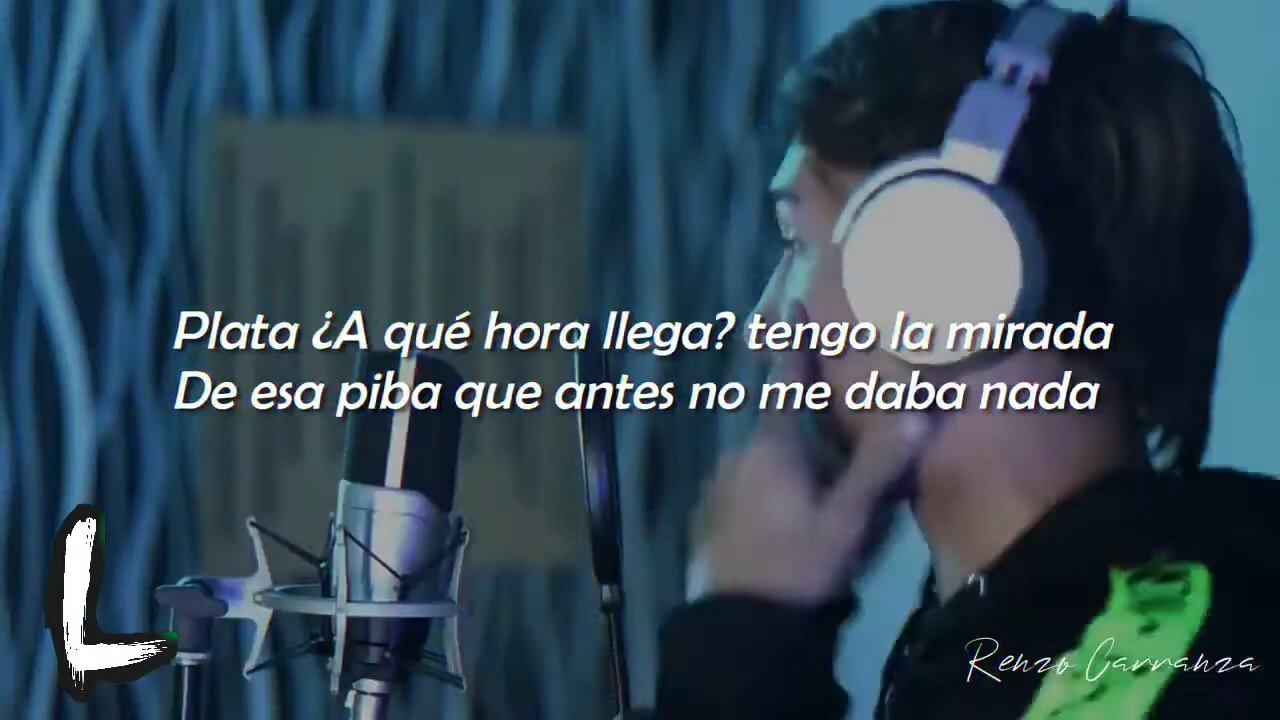 Plata ¿A qué hora llega? tengo la mirada
De esa piba que antes no me daba nada
L
Renzo Carranza